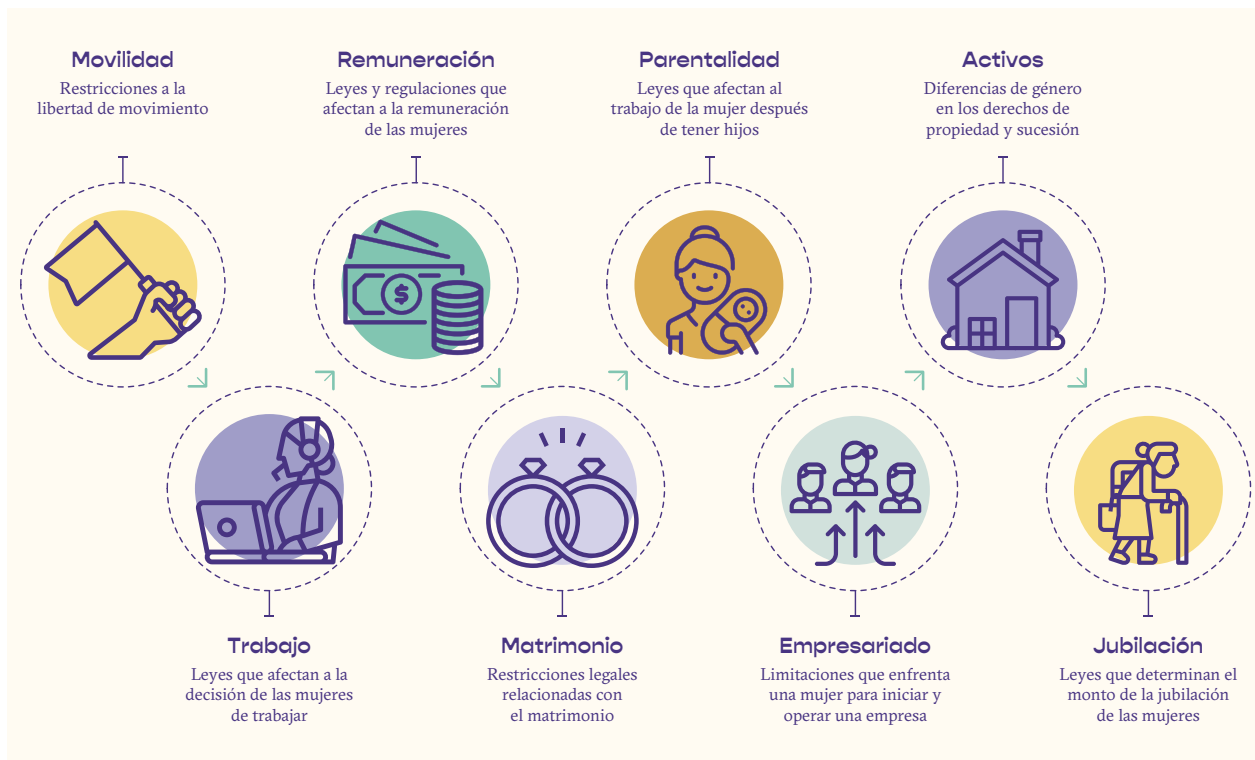 Movilidad
Restricciones a la
libertad de movimiento
Trabajo
Leyes que afectan a la
decisión de las mujeres
de trabajar
Remuneración
Leyes y regulaciones que
afectan a la remuneración
de las mujeres
$
Matrimonio
Restricciones legales
relacionadas con
el matrimonio
Parentalidad
Leyes que afectan al
trabajo de la mujer después
de tener hijos
Empresariado
Limitaciones que enfrenta
una mujer para iniciar y
operar una empresa
Activos
Diferencias de género
en los derechos de
propiedad y sucesión
Jubilación
Leyes que determinan el
monto de la jubilación
de las mujeres